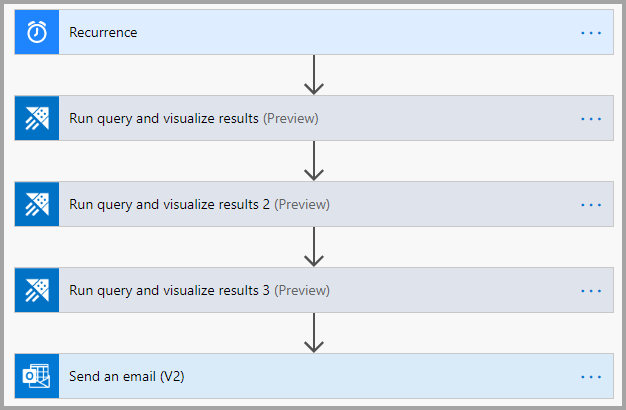 Recurrence
Run query and visualize results (Preview)
Run query and visualize results 2 (Preview)
Run query and visualize results 3 (Preview)
Send an email (V2)